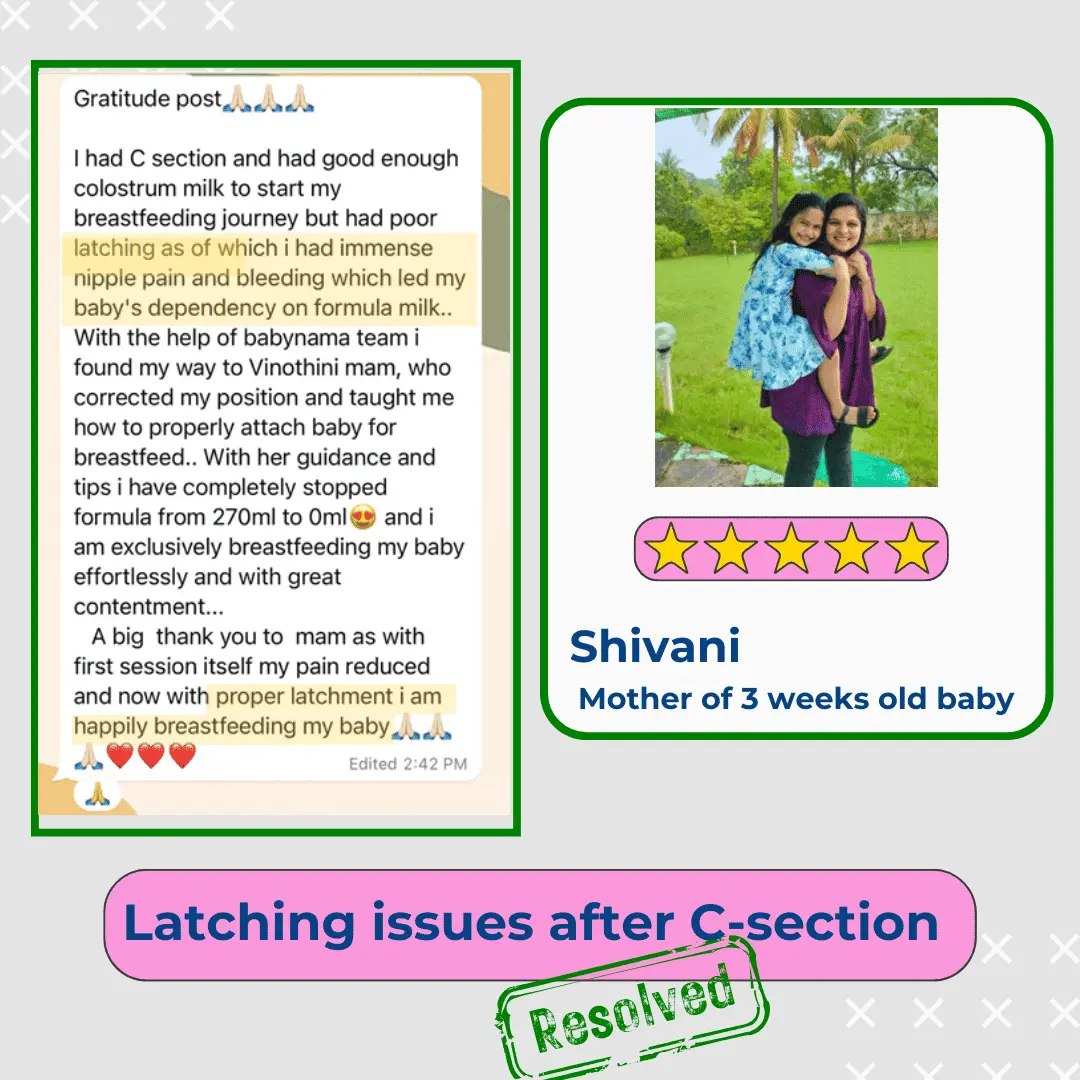 Gratitude post🙏🏻🙏🏻🙏🏻
I had C section and had good enough
colostrum milk to start my
breastfeeding journey but had poor
latching as of which i had immense
nipple pain and bleeding which led my
baby's dependency on formula milk..
With the help of babynama team i
found my way to Vinothini mam, who
corrected my position and taught me
how to properly attach baby for
breastfeed.. With her guidance and
tips i have completely stopped
formula from 270ml to 0ml😍 and i
am exclusively breastfeeding my baby
effortlessly and with great
contentment...
A big thank you to mam as with
first session itself my pain reduced
and now with proper latchment i am
happily breastfeeding my baby🙏🏻🙏🏻
🙏🏻❤️❤️❤️
Edited 2:42 PM
🙏
Shivani
Mother of 3 weeks old baby
Latching issues after C-section
Resolved